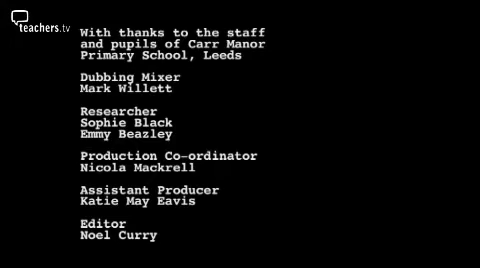 teachers.tv
With thanks to the staff
and pupils of Carr Manor
Primary School, Leeds
Dubbing Mixer
Mark Willett
Researcher
Sophie Black
Emmy Beazley
Production Co-ordinator
Nicola Mackrell
Assistant Producer
Katie May Eavis
Editor
Noel Curry